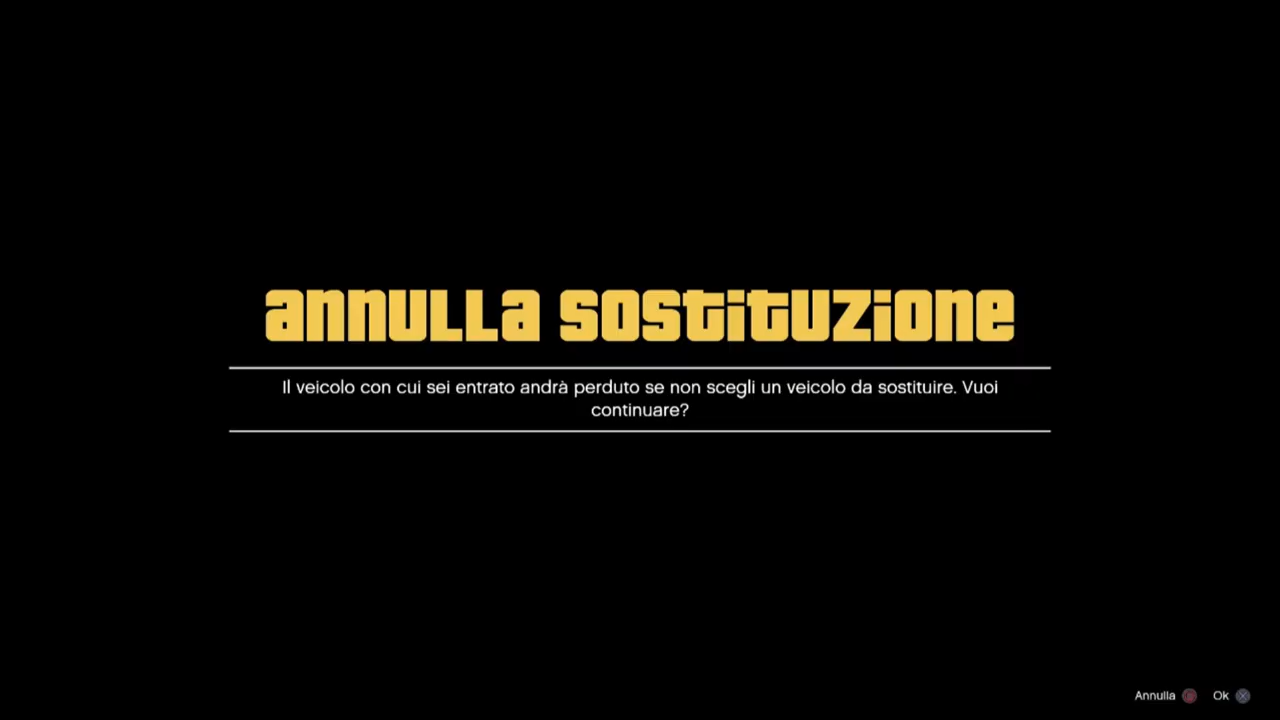 annulla sostituzione
Il veicolo con cui sei entrato andrà perduto se non scegli un veicolo da sostituire. Vuoi
continuare?
Annulla Ok